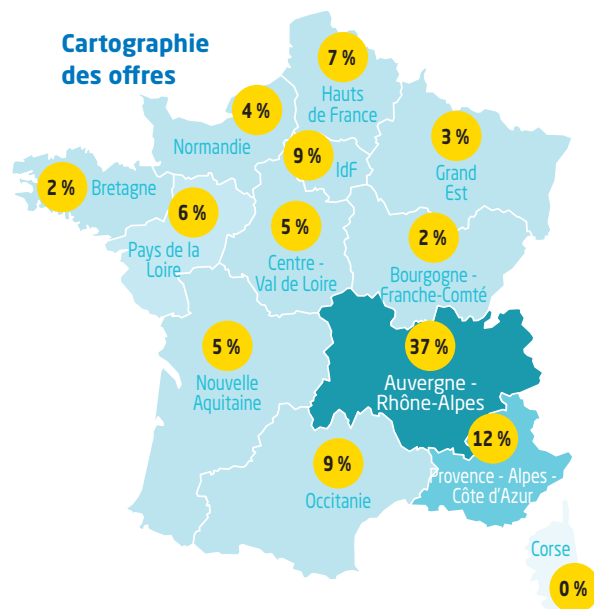 Cartographie
des offres
7 %
Hauts
de France
4 %
Normandie
9 %
IdF
3 %
Grand
Est
2 %
Bretagne
6 %
Pays de la
Loire
5 %
Centre -
Val de Loire
2 %
Bourgogne -
Franche-Comté
5 %
Nouvelle
Aquitaine
37 %
Auvergne -
Rhône-Alpes
12 %
Provence - Alpes -
Côte d'Azur
9 %
Occitanie
Corse
0 %